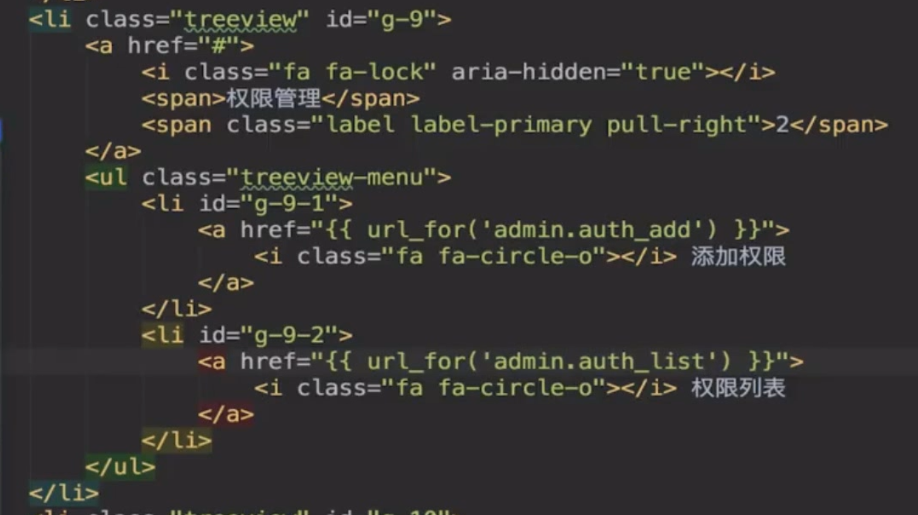 <li class="treeview" id="g-9">
<a href="#">
<i class="fa fa-lock" aria-hidden="true"></i>
<span>权限管理</span>
<span class="label label-primary pull-right">2</span>
</a>
<ul class="treeview-menu">
<li id="g-9-1">
<a href="{{ url_for('admin.auth_add') }}">
<i class="fa fa-circle-o"></i> 添加权限
</a>
</li>
<li id="g-9-2">
<a href="{{ url_for('admin.auth_list') }}">
<i class="fa fa-circle-o"></i> 权限列表
</a>
</li>
</ul>
</li>